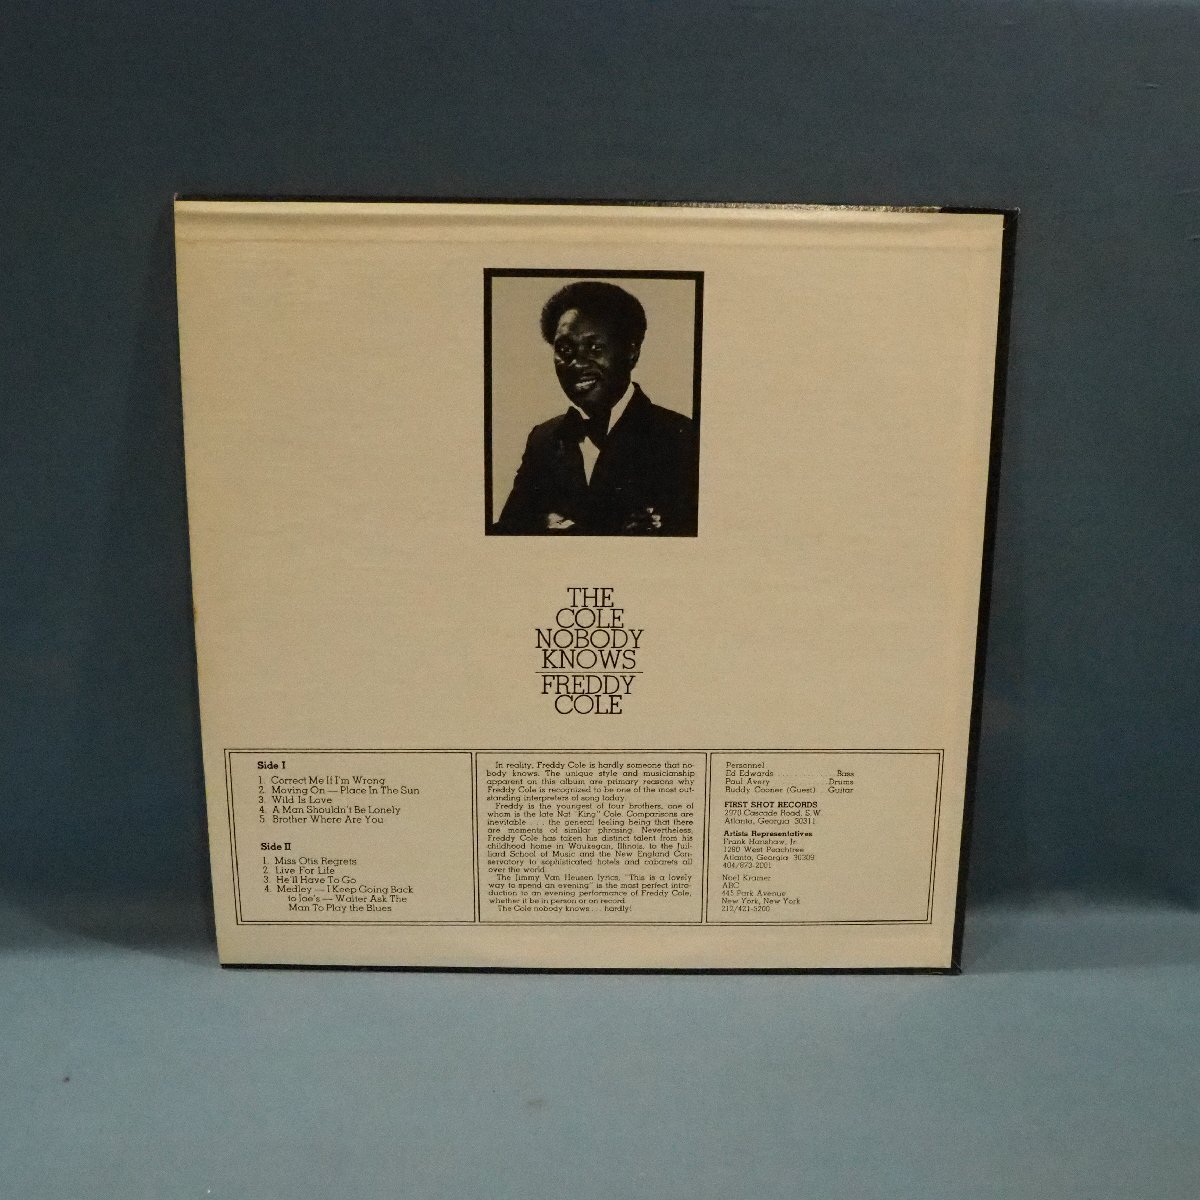 THE
COLE
NOBODY
KNOWS
FREDDY
COLE
Side I
1. Correct Me If I'm Wrong
2. Moving On — Place In The Sun
3. Wild Is Love
4. A Man Shouldn't Be Lonely
5 Brother Where Are You
Side II
1. Miss Otis Regrets
2. Live For Life
3. He'll Have To Go
4. Medley — I Keep Going Back
to Joe's — Waiter Ask The
Man To Play the Blues
In reality, Freddy Cole is hardly someone that no-
body knows. The unique style and musicianship
apparent on this album are primary reasons why
Freddy Cole is recognized to be one of the most out-
standing interpreters of song today.
Freddy is the youngest of four brothers, one of
whom is the late Nat "King" Cole. Comparisons are
inevitable . . . the general feeling being that there
are moments of similar phrasing. Nevertheless,
Freddy Cole has taken his distinct talent from his
childhood home in Waukegan, Illinois, to the Juil-
liard School of Music and the New England Con-
servatory to sophisticated hotels and cabarets all
over the world.
The Jimmy Van Heusen lyrics, "This is a lovely
way to spend an evening" is the most perfect intro-
duction to an evening performance of Freddy Cole,
whether it be in person or on record.
The Cole nobody knows . . . hardly!
Personnel
Ed Edwards . . . . . . . . . . . . Bass
Paul Avery . . . . . . . . . . . Drums
Buddy Cooner (Guest) . . Guitar
FIRST SHOT RECORDS
2970 Cascade Road, S.W.
Atlanta, Georgia 30311
Artists Representatives
Frank Hanshaw, Jr.
1280 West Peachtree
Atlanta, Georgia 30309
404/873-2001
Noel Kramer
ABC
445 Park Avenue
New York, New York
212/421-5200